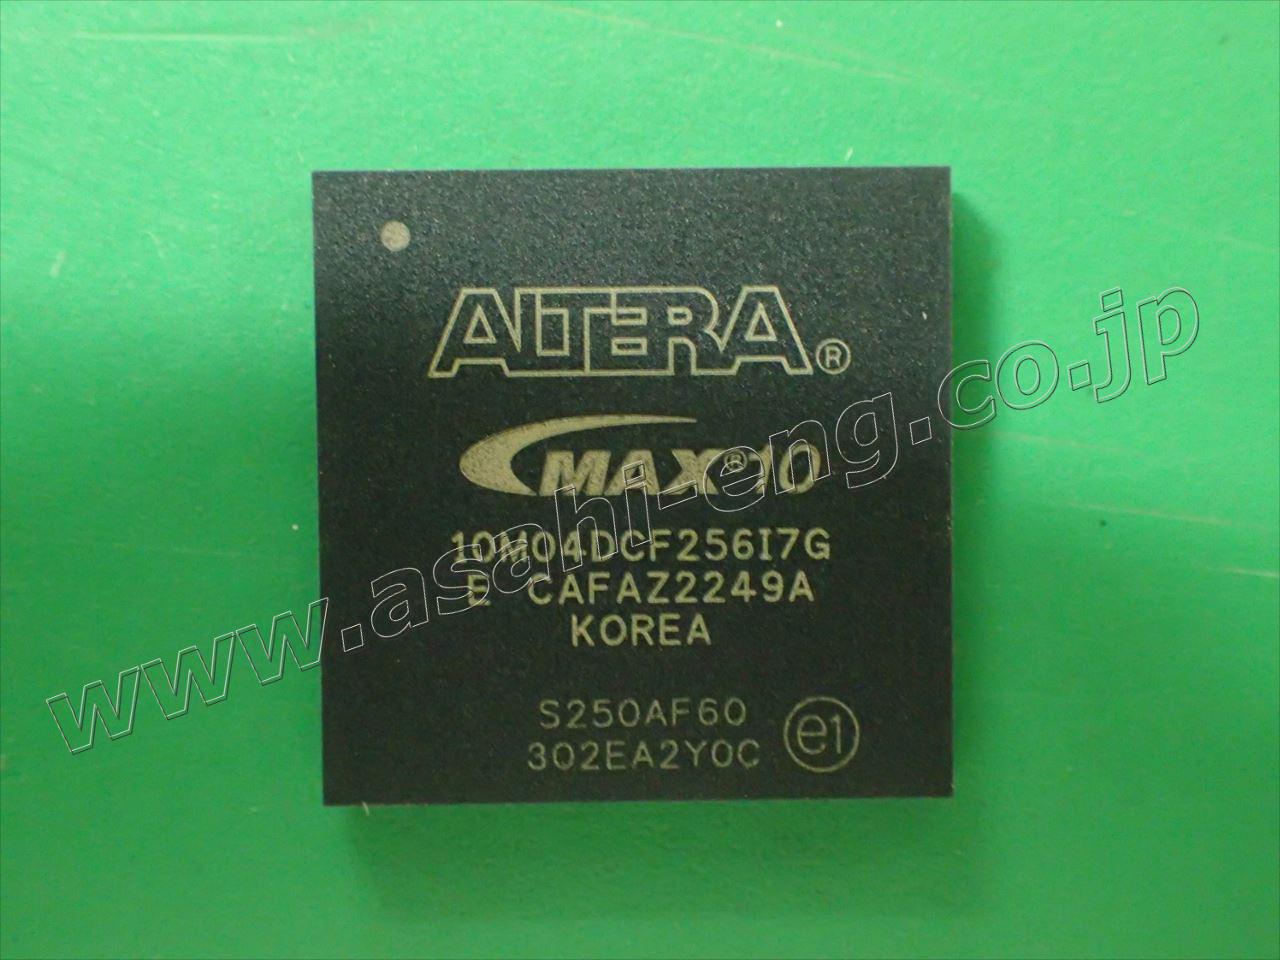 ALTERA®
MAX®10
10M04DCF256I7G
E CAFAZ2249A
KOREA
S250AF60
302EA2Y0C
e1
www.asahi-eng.co.jp